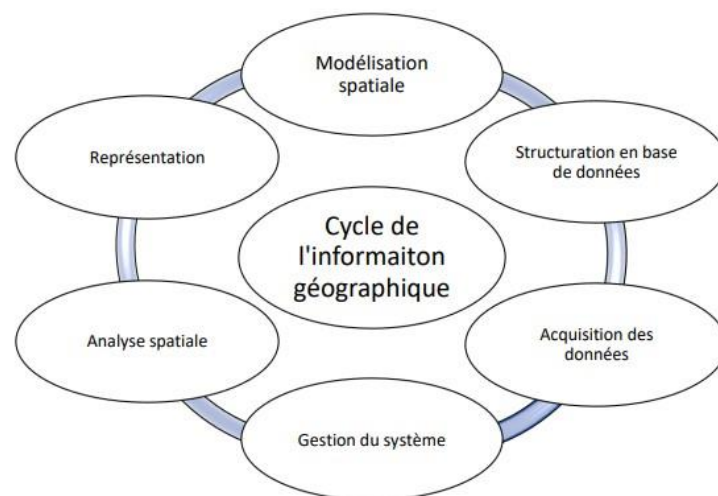 Modélisation
spatiale
Représentation
Structuration en base
de données
Cycle de
l'informaiton
géographique
Analyse spatiale
Acquisition des
données
Gestion du système